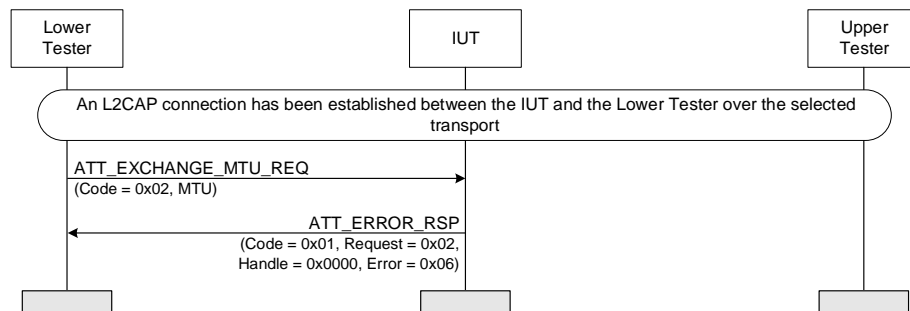 Lower
Tester
IUT
Upper
Tester
An L2CAP connection has been established between the IUT and the Lower Tester over the selected
transport
ATT_EXCHANGE_MTU_REQ
(Code = 0x02, MTU)
ATT_ERROR_RSP
(Code = 0x01, Request = 0x02,
Handle = 0x0000, Error = 0x06)